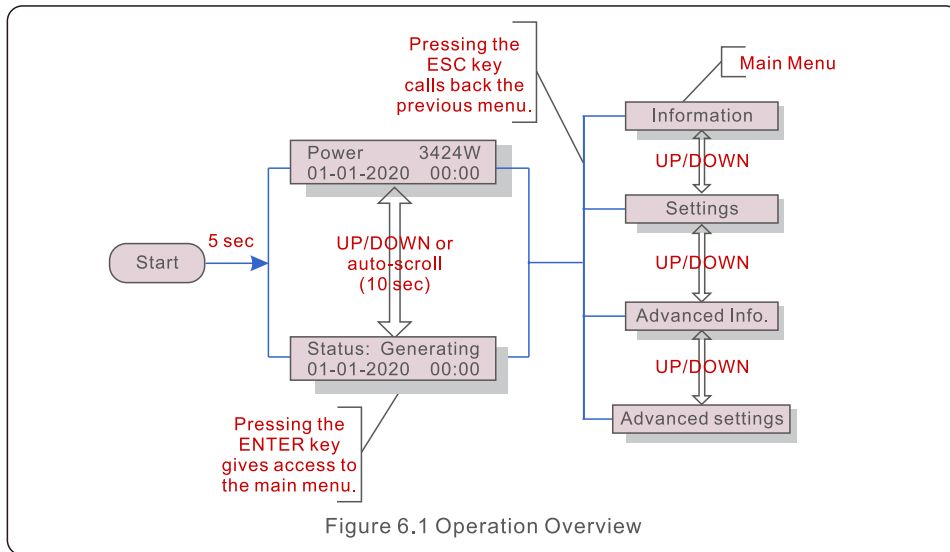 Pressing the
ESC key
calls back the
previous menu.
Main Menu
Information
UP/DOWN
Settings
UP/DOWN
Advanced Info.
UP/DOWN
Advanced settings
Power 3424W
01-01-2020 00:00
5 sec
Start
UP/DOWN or
auto-scroll
(10 sec)
Status: Generating
01-01-2020 00:00
Pressing the
ENTER key
gives access to
the main menu.
Figure 6.1 Operation Overview